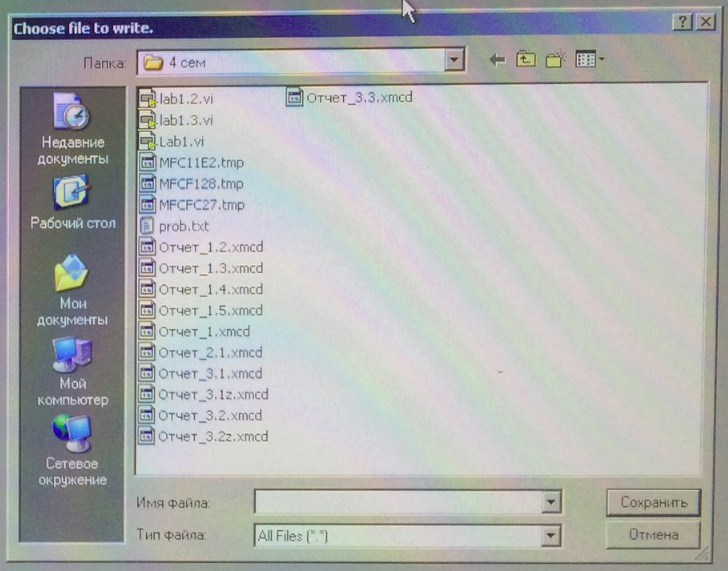 Choose file to write.
Папка: 4 сем
Недавние
документы
Рабочий стол
Мои
документы
Мой
компьютер
Сетевое
окружение
lab1.2.vi
lab1.3.vi
Lab1.vi
MFC11E2.tmp
MFCF128.tmp
MFCFC27.tmp
prob.txt
Отчет_1.2.xmcd
Отчет_1.3.xmcd
Отчет_1.4.xmcd
Отчет_1.5.xmcd
Отчет_1.xmcd
Отчет_2.1.xmcd
Отчет_3.1.xmcd
Отчет_3.1z.xmcd
Отчет_3.2.xmcd
Отчет_3.2z.xmcd
Отчет_3.3.xmcd
Имя файла: Сохранить
Тип файла: All Files (*.*) Отмена